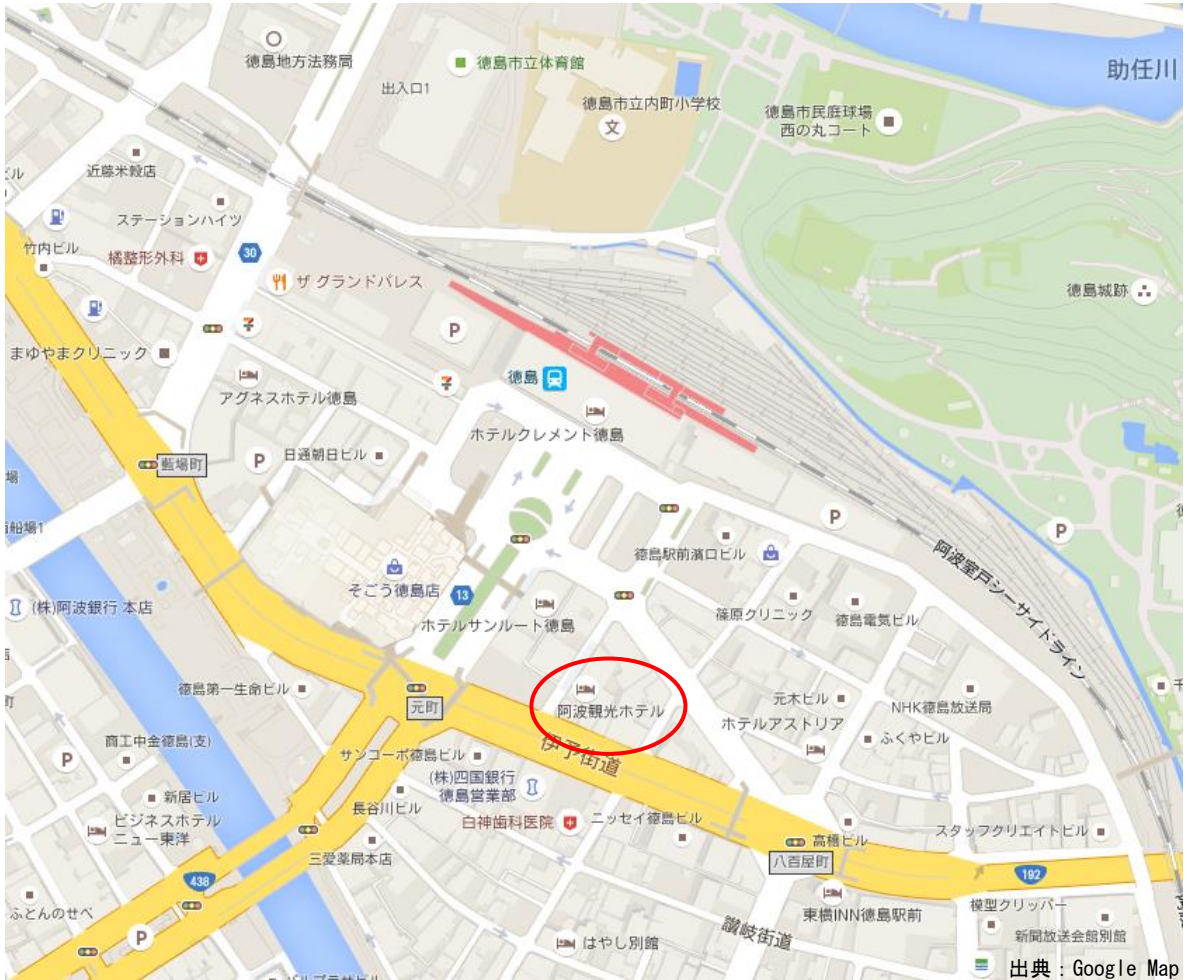 助任川
徳島地方法務局
徳島市立体育館
出入口1
徳島市立内町小学校
文
徳島市民庭球場
西の丸コート
近藤米穀店
ビル
ステーションハイツ
竹内ビル
橘整形外科
30
ザ グランドパレス
徳島城跡
P
まゆやまクリニック
アグネスホテル徳島
徳島
ホテルクレメント徳島
藍場町
P
日通朝日ビル
場
船場1
P
P
徳島駅前濱口ビル
阿波室戸シーサイドライン
(株)阿波銀行 本店
そごう徳島店
13
ホテルサンルート徳島
篠原クリニック
徳島電気ビル
徳島第一生命ビル
元町
阿波観光ホテル
元木ビル
NHK徳島放送局
ホテルアストリア
ふくやビル
商工中金徳島(支)
P
サンコーポ徳島ビル
伊予街道
(株)四国銀行
徳島営業部
新居ビル
長谷川ビル
ビジネスホテル
ニュー東洋
白神歯科医院
ニッセイ徳島ビル
三愛薬局本店
高橋ビル
スタッフクリエイトビル
八百屋町
438
192
ふとんのせべ
東横INN徳島駅前
模型クリッパー
P
はやし別館
讃岐街道
新聞放送会館別館
出典：Google Map